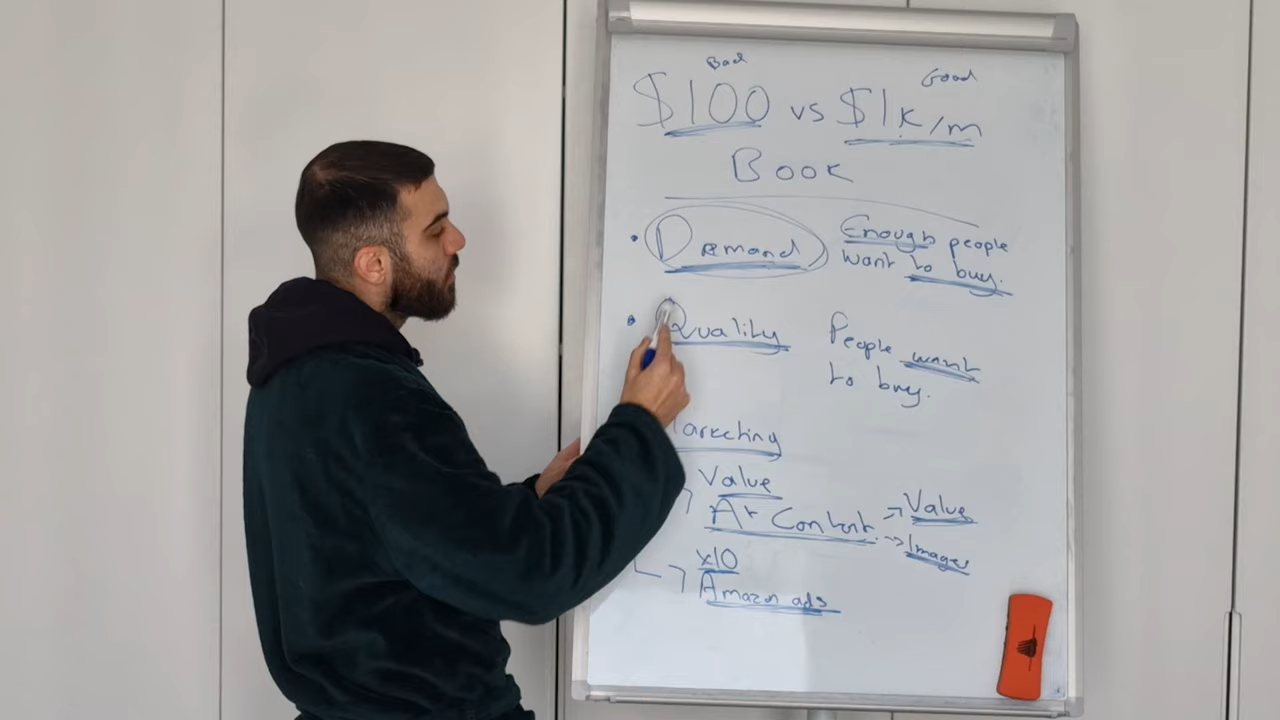 Bad
Good
$100 vs $1K/m
Book
• Demand
Enough people
want to buy.
• Quality
People want
to buy.
arketing
Value
A+ Content
→ Value
→ Images
x10
Amazon ads